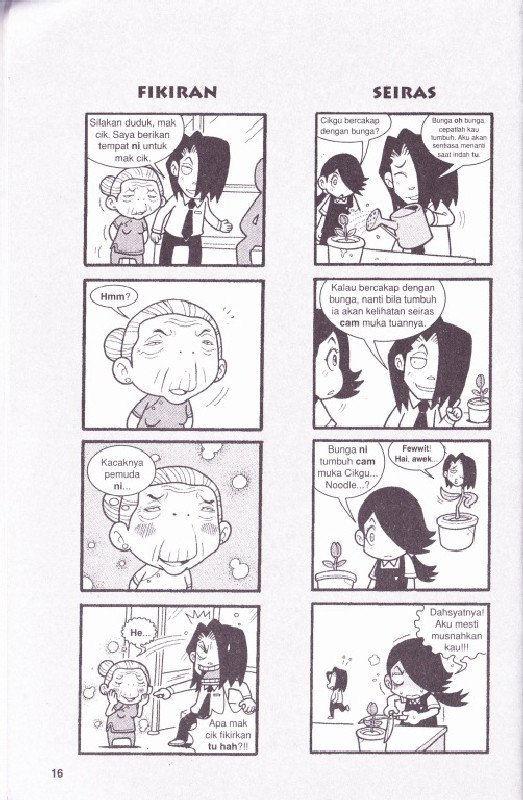 FIKIRAN
Silakan duduk, mak
cik. Saya berikan
tempat ni untuk
mak cik.
Hmm?
Kacaknya
pemuda
ni...
He....
Apa mak
cik fikirkan
tu hah?!!
SEIRAS
Cikgu bercakap
dengan bunga?
Bunga oh bunga.
cepatlah kau
tumbuh. Aku akan
sentiasa menanti
saat indah tu.
Kalau bercakap dengan
bunga, nanti bila tumbuh
ia akan kelihatan seiras
cam muka tuannya.
Bunga ni
tumbuh cam
muka Cikgu...
Noodle...?
Fewwit!
Hai, awek..
Dahsyatnya!
Aku mesti
musnahkan
kau!!!
16